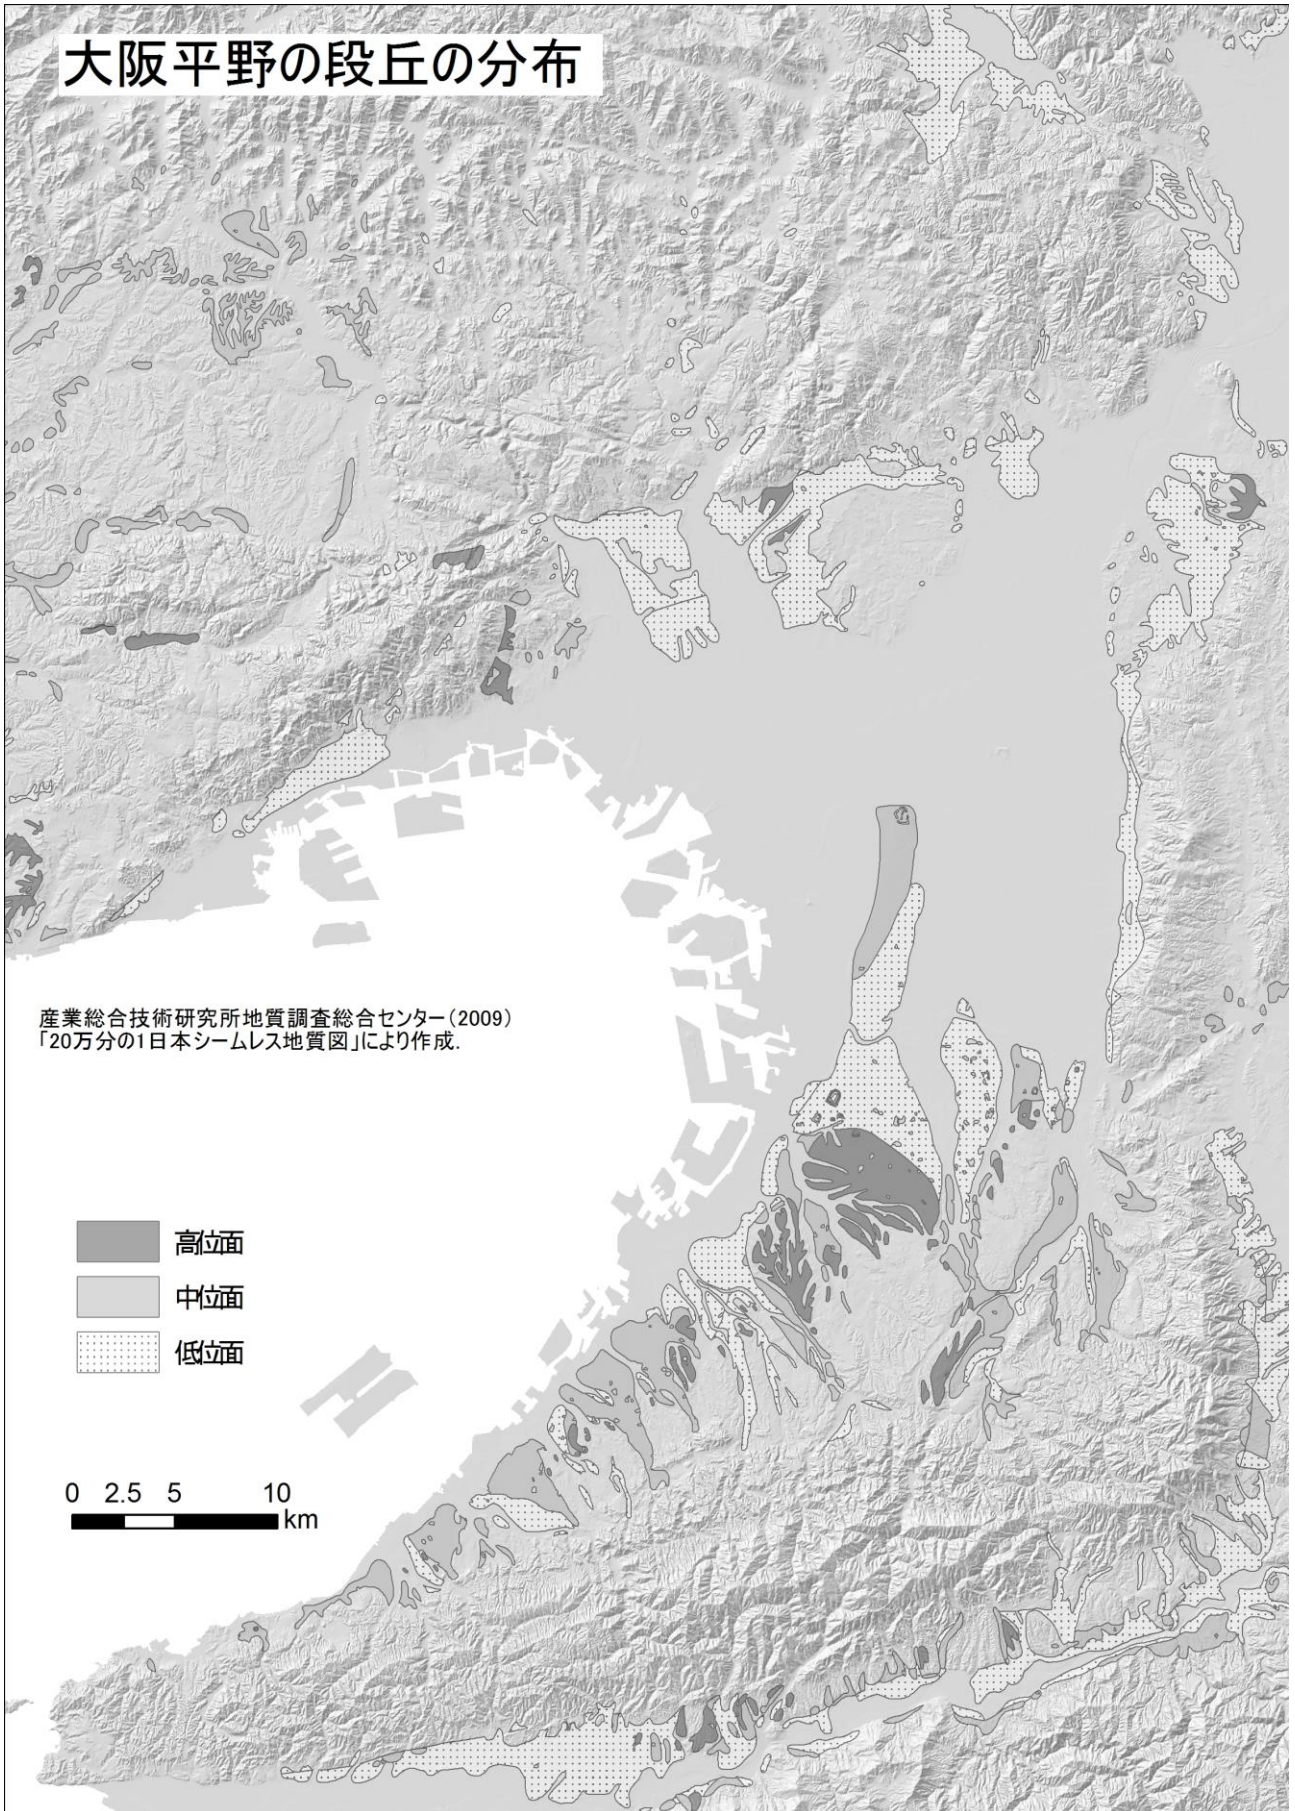 大阪平野の段丘の分布
産業総合技術研究所地質調査総合センター(2009)
「20万分の1日本シームレス地質図」により作成.
高位面
中位面
低位面
0 2.5 5 10
km